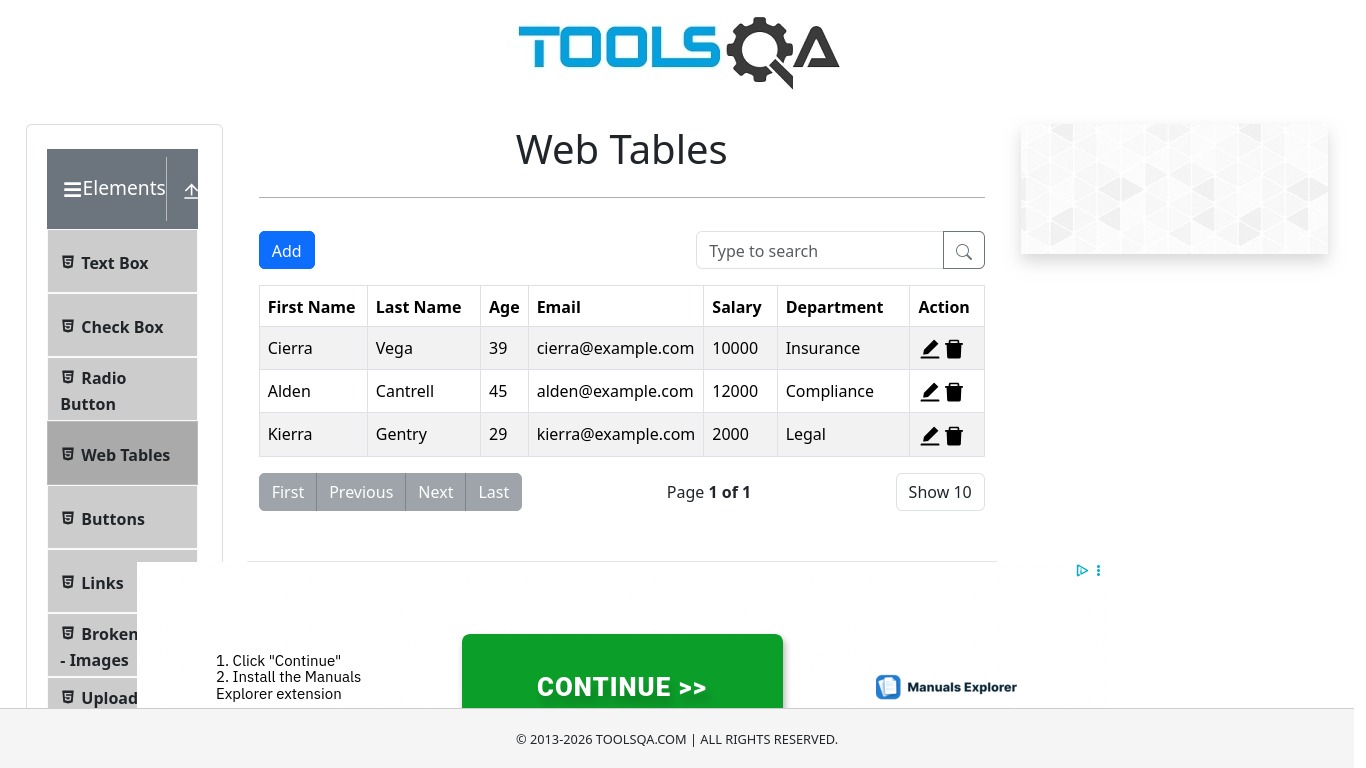 TOOLSQA
Elements
Text Box
Check Box
Radio
Button
Web Tables
Buttons
Links
Broken
- Images
Upload
Web Tables
Add
Type to search
First Name Last Name Age Email Salary Department Action
Cierra Vega 39 cierra@example.com 10000 Insurance
Alden Cantrell 45 alden@example.com 12000 Compliance
Kierra Gentry 29 kierra@example.com 2000 Legal
First Previous Next Last Page 1 of 1 Show 10
1. Click "Continue"
2. Install the Manuals
Explorer extension
CONTINUE >>
Manuals Explorer
© 2013-2026 TOOLSQA.COM | ALL RIGHTS RESERVED.